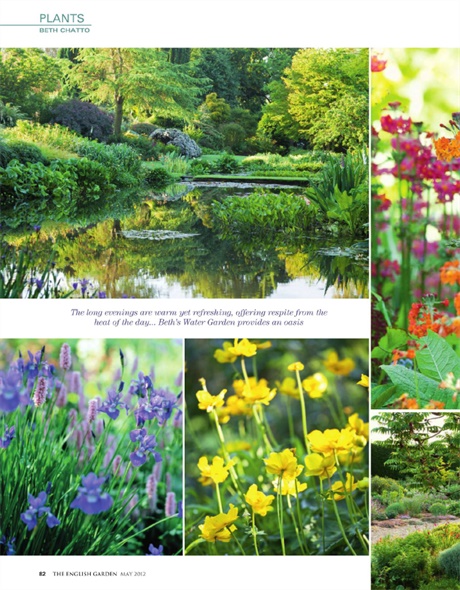 PLANTS
BETH CHATTO
The long evenings are warm yet refreshing, offering respite from the
heat of the day... Beth's Water Garden provides an oasis
82 THE ENGLISH GARDEN MAY 2012